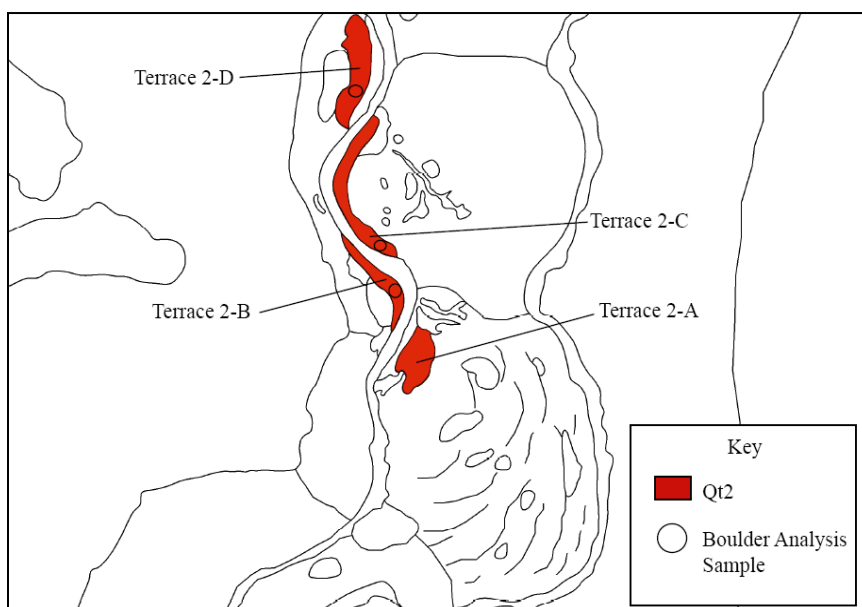 Terrace 2-D
Terrace 2-C
Terrace 2-B
Terrace 2-A
Key
Qt2
Boulder Analysis
Sample